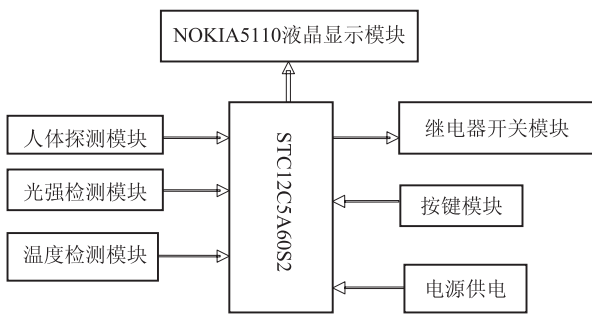 NOKIA5110液晶显示模块
人体探测模块
光强检测模块
温度检测模块
STC12C5A60S2
继电器开关模块
按键模块
电源供电